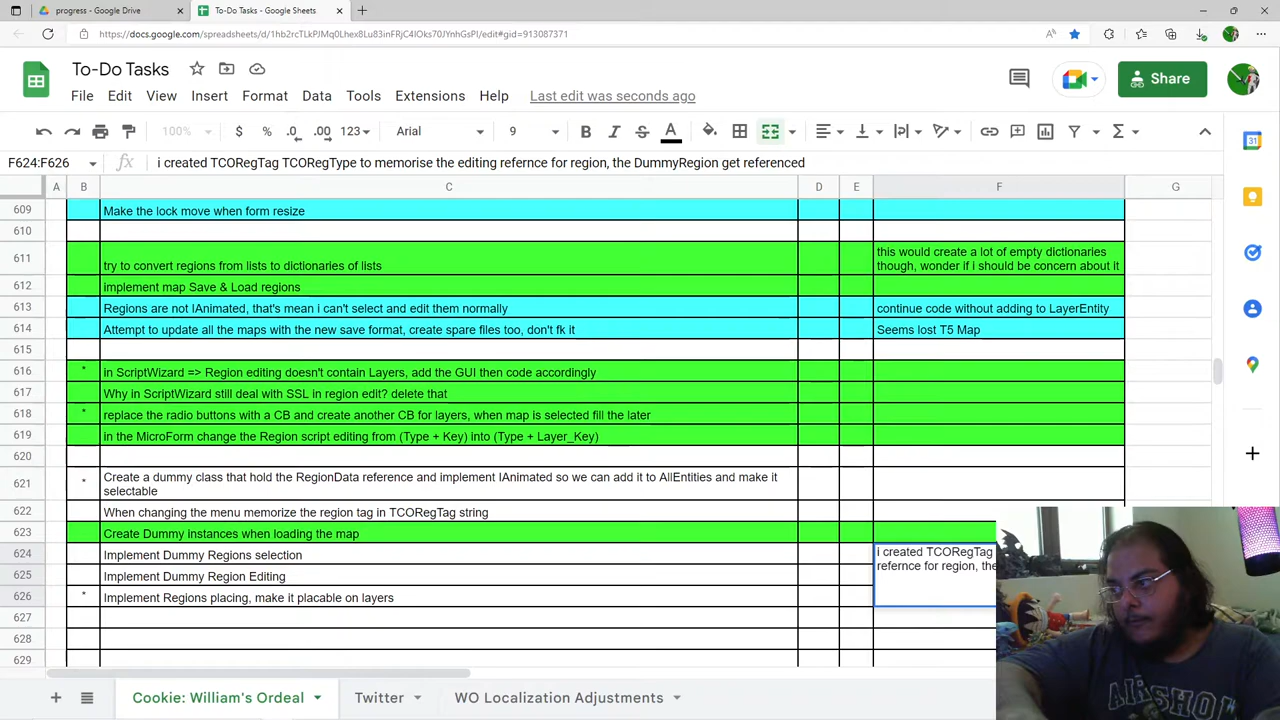 progress - Google Drive
To-Do Tasks - Google Sheets
https://docs.google.com/spreadsheets/d/1hb2rcTLkPJMq0Lhex8Lu83inFRjC4IOks70JYnhGsPI/edit#gid=913087371
To-Do Tasks
Share
File Edit View Insert Format Data Tools Extensions Help Last edit was seconds ago
100% $ % .0 .00 123 Arial 9 B I S A
F624:F626 fx i created TCORegTag TCORegType to memorise the editing refernce for region, the DummyRegion get referenced
A B C D E F G
609 Make the lock move when form resize
610
611 try to convert regions from lists to dictionaries of lists this would create a lot of empty dictionaries
though, wonder if i should be concern about it
612 implement map Save & Load regions
613 Regions are not IAnimated, that's mean i can't select and edit them normally continue code without adding to LayerEntity
614 Attempt to update all the maps with the new save format, create spare files too, don't fk it Seems lost T5 Map
615
616 * in ScriptWizard => Region editing doesn't contain Layers, add the GUI then code accordingly
617 Why in ScriptWizard still deal with SSL in region edit? delete that
618 * replace the radio buttons with a CB and create another CB for layers, when map is selected fill the later
619 in the MicroForm change the Region script editing from (Type + Key) into (Type + Layer_Key)
620
621 * Create a dummy class that hold the RegionData reference and implement IAnimated so we can add it to AllEntities and make it
selectable
622 When changing the menu memorize the region tag in TCORegTag string
623 Create Dummy instances when loading the map
624 Implement Dummy Regions selection i created TCORegTag
refernce for region, the
625 Implement Dummy Region Editing
626 * Implement Regions placing, make it placable on layers
627
628
629
Cookie: William's Ordeal Twitter WO Localization Adjustments